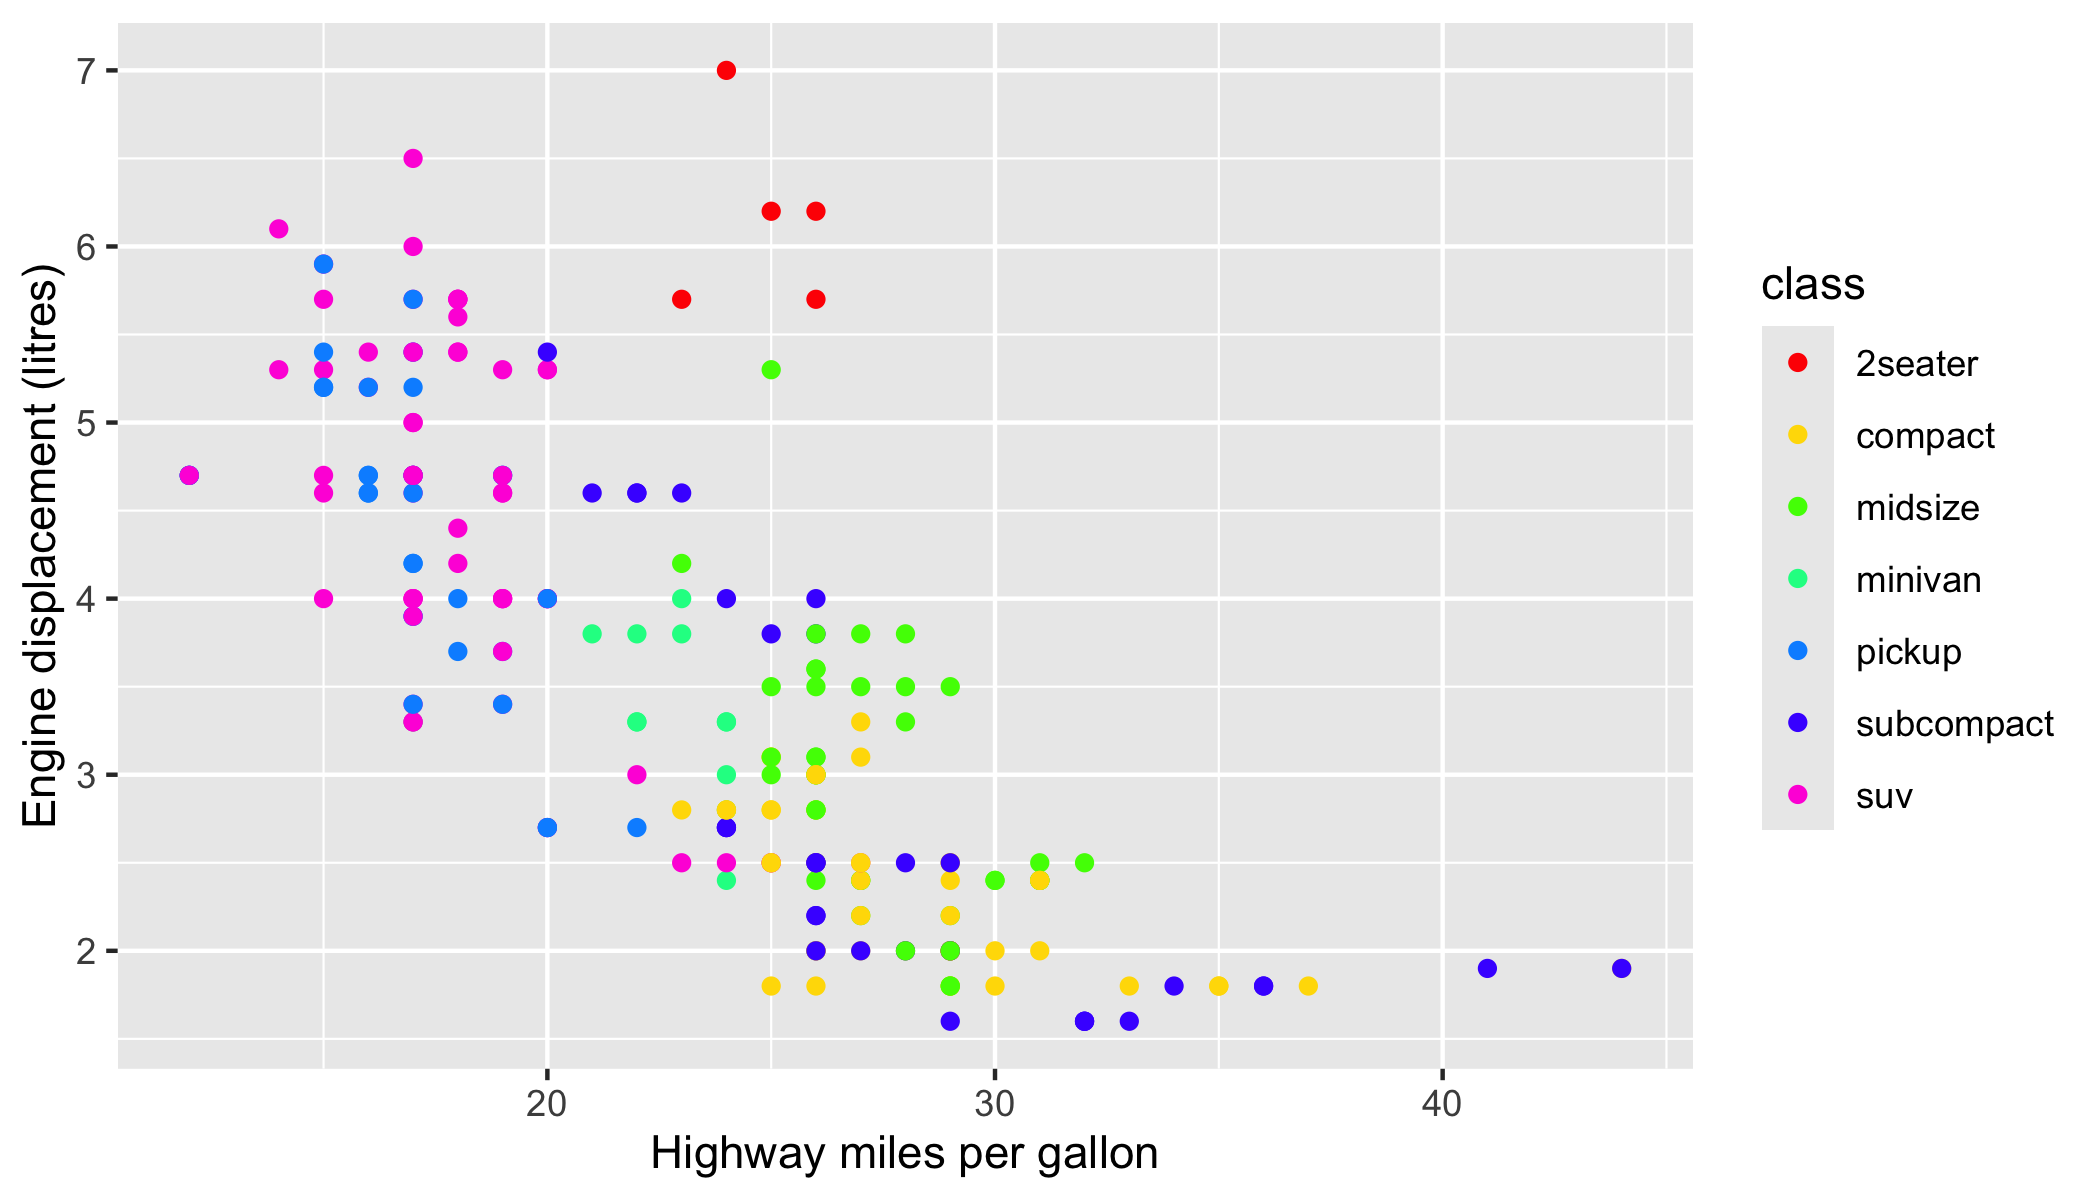 Engine displacement (litres)
7
6
5
4
3
2
20 30 40
Highway miles per gallon
class
2seater
compact
midsize
minivan
pickup
subcompact
suv